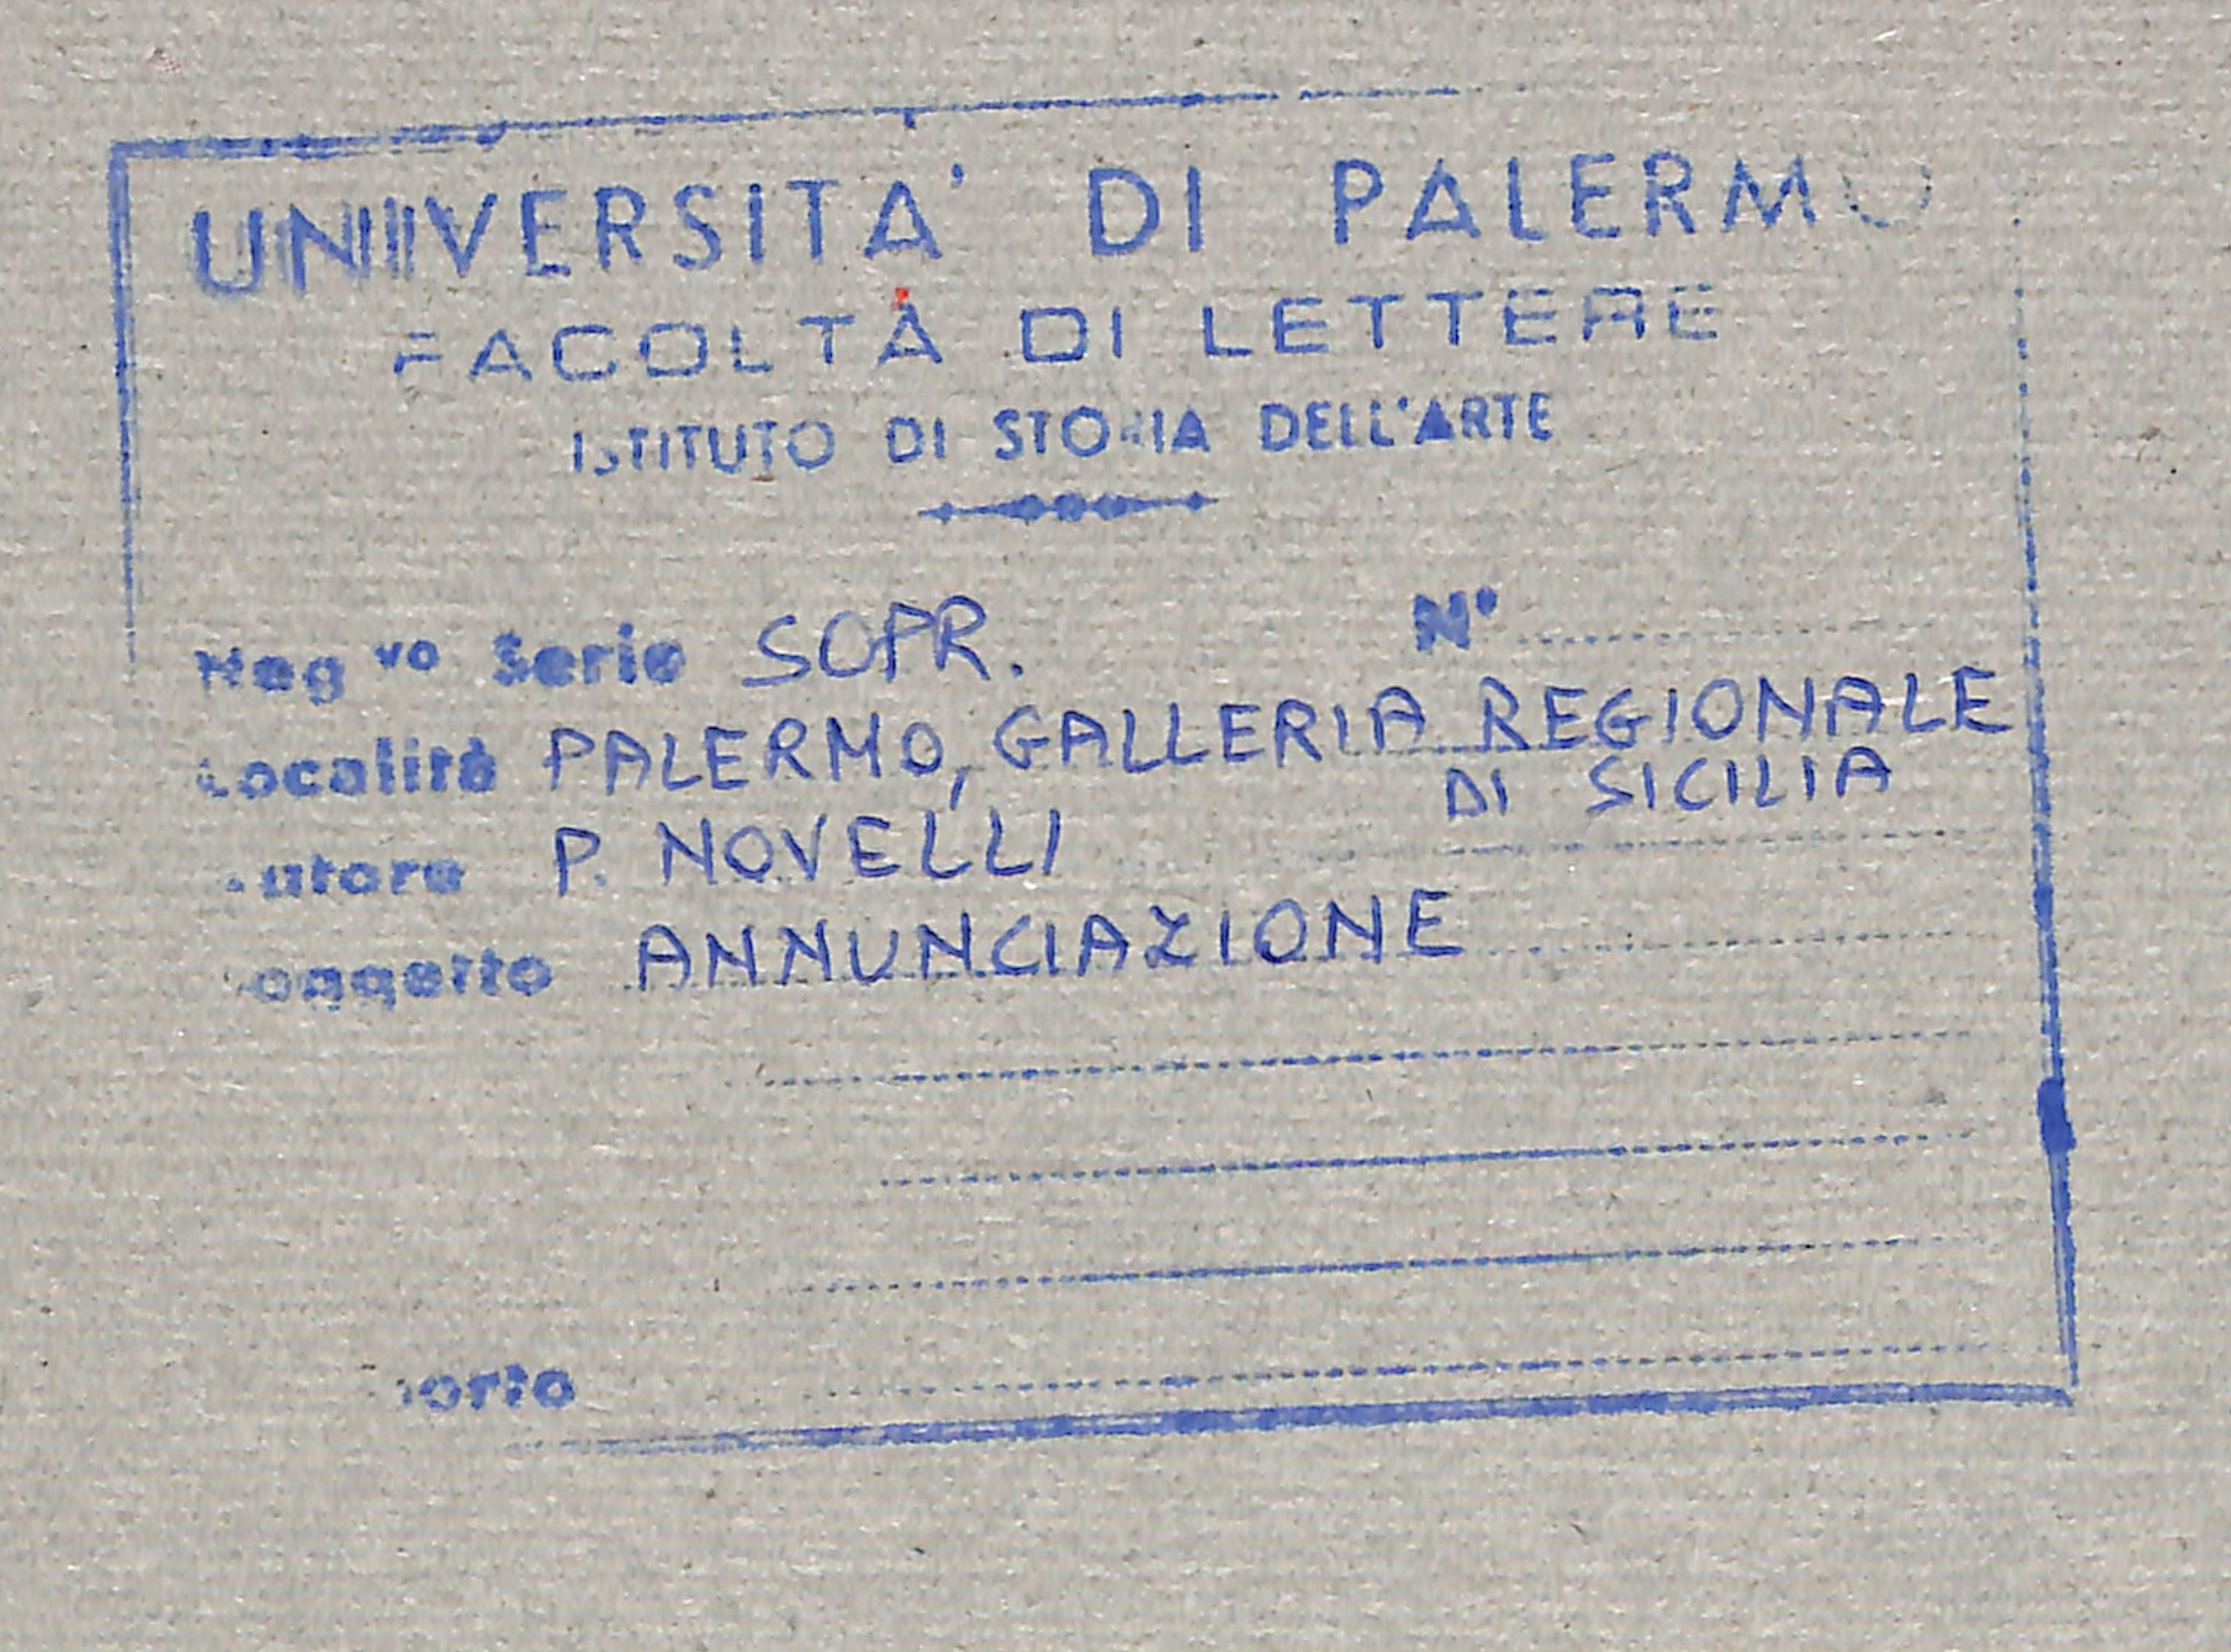 UNIVERSITA' DI PALERMO
FACOLTÀ DI LETTERE
ISTITUTO DI STORIA DELL'ARTE
Neg vo Serie SOPR. N°
Località PALERMO, GALLERIA REGIONALE
DI SICILIA
Autore P. NOVELLI
Soggetto ANNUNCIAZIONE